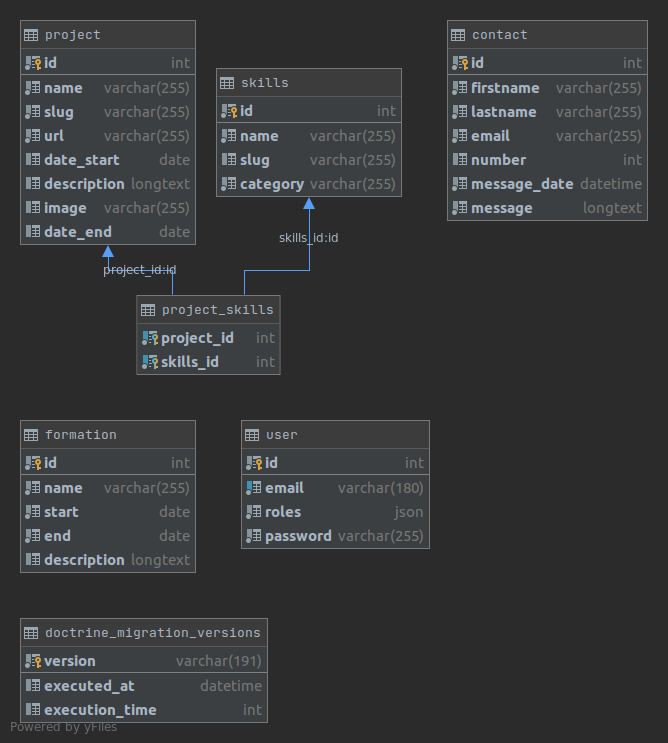 project
id int
name varchar(255)
slug varchar(255)
url varchar(255)
date_start date
description longtext
image varchar(255)
date_end date
skills
id int
name varchar(255)
slug varchar(255)
category varchar(255)
contact
id int
firstname varchar(255)
lastname varchar(255)
email varchar(255)
number int
message_date datetime
message longtext
project_id:id
skills_id:id
project_skills
project_id int
skills_id int
formation
id int
name varchar(255)
start date
end date
description longtext
user
id int
email varchar(180)
roles json
password varchar(255)
doctrine_migration_versions
version varchar(191)
executed_at datetime
execution_time int
Powered by yFiles